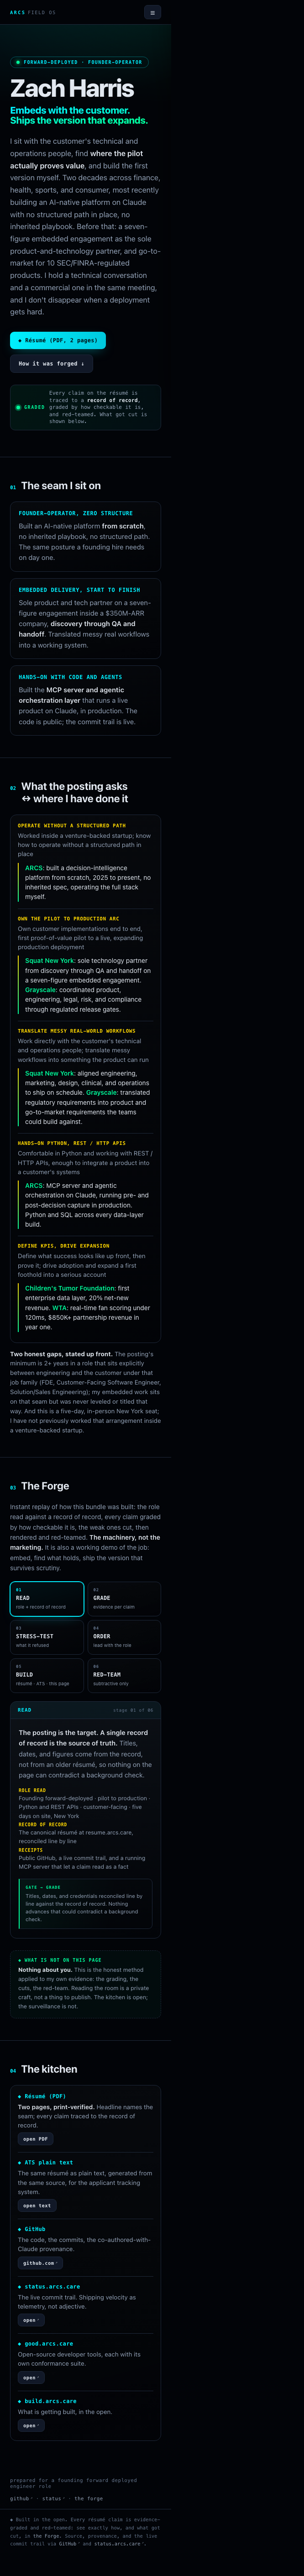 ARCS FIELD 01
≡
FORWARD-DEPLOYED · FOUNDER-OPERATOR
Zach Harris
Embeds with the customer.
Ships the version that expands.
I sit with the customer's technical and
operations people, find where the pilot
actually proves value, and build the first
version myself. Two decades across finance,
health, sports, and consumer, most recently
building an AI-native platform on Claude
with no structured path or roadmap, no
inherited playbook. Before that: a seven-
figure embedded engagement as the sole
product-and-technology partner, and go-to-
market for 10 SEC/FINRA-regulated
products. I hold a technical conversation
and a commercial one in the same meeting,
and I don't disappear when a deployment
gets hard.
◆ Résumé (PDF, 2 pages)
How it was forged ↓
GRADED
Every claim on the résumé is
traced to a record of record,
graded by how checkable it is,
and red-teamed. What got cut is
shown below.
01 The seam I sit on
FOUNDER-OPERATOR, ZERO STRUCTURE
Built an AI-native platform from scratch,
no inherited playbook, no structured path.
The same posture a founding hire needs
on day one.
EMBEDDED DELIVERY, START TO FINISH
Sole product and tech partner on a seven-
figure engagement inside a $350M-ARR
company, discovery through QA and
handoff. Translated messy real workflows
into a working system.
HANDS-ON WITH CODE AND AGENTS
Built the MCP server and agentic
orchestration layer that runs a live
product on Claude, in production. The
code is public; the commit trail is live.
02 What the posting asks
↔ where I have done it
OPERATE WITHOUT A STRUCTURED PATH
Worked inside a venture-backed startup; know
how to operate without a structured path in
place
ARCS: built a decision-intelligence
platform from scratch, 2025 to present, no
inherited spec, operating the full stack
myself.
OWN THE PILOT TO PRODUCTION ARC
Own customer implementations end to end,
first proof-of-value pilot to a live, expanding
production deployment
Squat New York: sole technology partner
from discovery through QA and handoff on
a seven-figure embedded engagement.
Grayscale: coordinated product,
engineering, legal, risk, and compliance
through regulated release gates.
TRANSLATE MESSY REAL-WORLD WORKFLOWS
Work directly with the customer's technical
and operations people; translate messy
workflows into something the product can run
Squat New York: aligned engineering,
marketing, design, clinical, and operations
to ship on schedule. Grayscale: translated
regulatory requirements into product and
go-to-market requirements the teams
could build against.
HANDS-ON PYTHON, REST / HTTP APIS
Comfortable in Python and working with REST /
HTTP APIs, enough to integrate a product into
a customer's systems
ARCS: MCP server and agentic
orchestration on Claude, running pre- and
post-decision capture in production.
Python and SQL across every data-layer
build.
DEFINE KPIS, DRIVE EXPANSION
Define what success looks like up front, then
prove it; drive adoption and expand a first
foothold into a serious account
Children's Tumor Foundation: first
enterprise data layer, 20% net-new
revenue. WTA: real-time fan scoring under
120ms, $850K+ partnership revenue in
year one.
Two honest gaps, stated up front. The posting's
minimum is 2+ years in a role that sits explicitly
between engineering and the customer under that
job family (FDE, Customer-Facing Software Engineer,
Solution/Sales Engineering); my embedded work sits
on that seam but was never leveled or titled that
way. And this is a five-day, in-person New York seat;
I have not previously worked that arrangement inside
a venture-backed startup.
03 The Forge
Instant replay of how this bundle was built: the role
read against a record of record, every claim graded
by how checkable it is, the weak ones cut, then
rendered and red-teamed. The machinery, not the
marketing. It is also a working demo of the job:
embed, find what holds, ship the version that
survives scrutiny.
01
READ
role + record of record
02
GRADE
evidence per claim
03
STRESS-TEST
what it refused
04
ORDER
lead with the role
05
BUILD
résumé · ATS · this page
06
RED-TEAM
subtractive only
READ stage 01 of 06
The posting is the target. A single record
of record is the source of truth. Titles,
dates, and figures come from the record,
not from an older résumé, so nothing on the
page can contradict a background check.
ROLE READ
Founding forward-deployed · pilot to production ·
Python and REST APIs · customer-facing · five
days on site, New York
RECORD OF RECORD
The canonical résumé at resume.arcs.care,
reconciled line by line
RECEIPTS
Public GitHub, a live commit trail, and a running
MCP server that let a claim read as a fact
GATE → GRADE
Titles, dates, and credentials reconciled line by
line against the record of record. Nothing
advances that could contradict a background
check.
◆ WHAT IS NOT ON THIS PAGE
Nothing about you. This is the honest method
applied to my own evidence: the grading, the
cuts, the red-team. Reading the room is a private
craft, not a thing to publish. The kitchen is open;
the surveillance is not.
04 The kitchen
◆ Résumé (PDF)
Two pages, print-verified. Headline names the
seam; every claim traced to the record of
record.
open PDF
◆ ATS plain text
The same résumé as plain text, generated from
the same source, for the applicant tracking
system.
open text
◆ GitHub
The code, the commits, the co-authored-with-
Claude provenance.
github.com
◆ status.arcs.care
The live commit trail. Shipping velocity as
telemetry, not adjective.
open
◆ good.arcs.care
Open-source developer tools, each with its
own conformance suite.
open
◆ build.arcs.care
What is getting built, in the open.
open
prepared for a founding forward deployed
engineer role
github · status · the forge
◆ Built in the open. Every résumé claim is evidence-
graded and red-teamed: see exactly how, and what got
cut, in the Forge. Source, provenance, and the live
commit trail via GitHub and status.arcs.care.